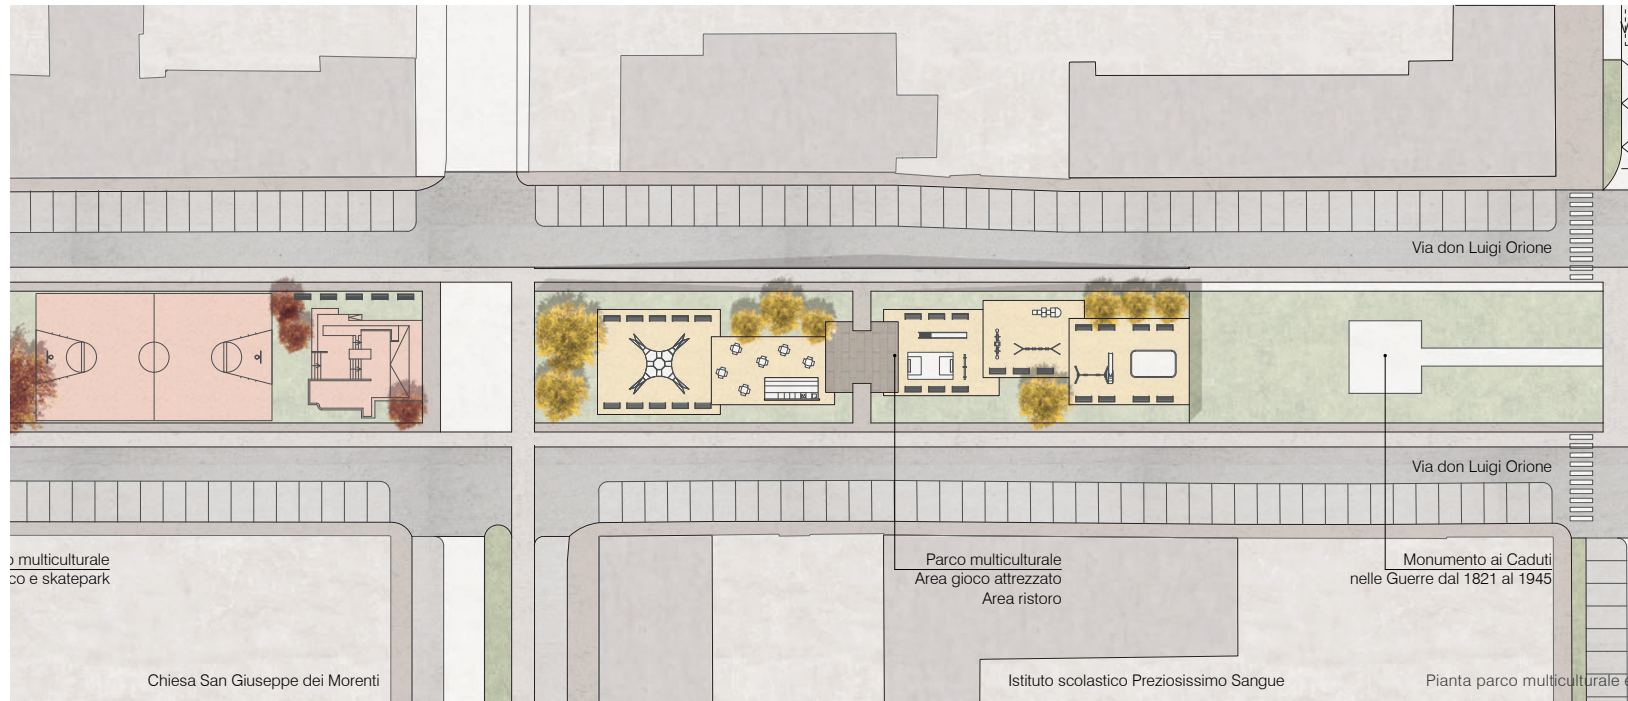 Via don Luigi Orione
Via don Luigi Orione
multiculturale
e skatepark
Parco multiculturale
Area gioco attrezzato
Area ristoro
Monumento ai Caduti
nelle Guerre dal 1821 al 1945
Chiesa San Giuseppe dei Morenti
Istituto scolastico Preziosissimo Sangue
Pianta parco multiculturale